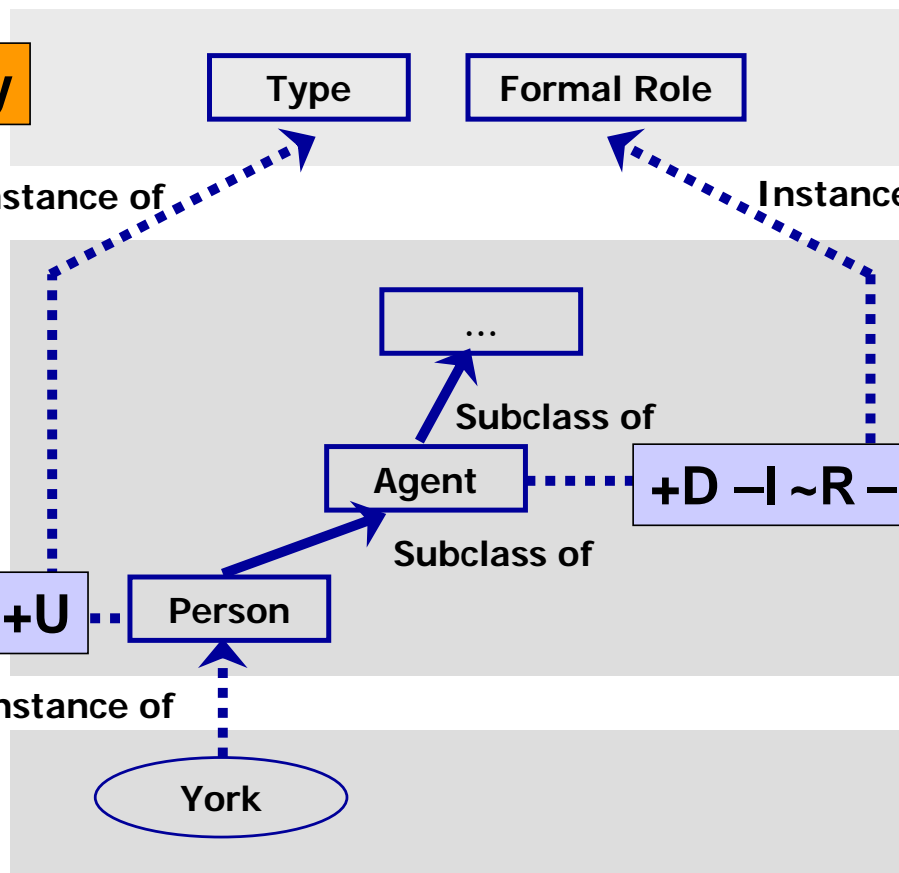 Type
Formal Role
y
nstance of
Instance
...
Subclass of
Agent
+D –I ~R –
Subclass of
+U
Person
nstance of
York